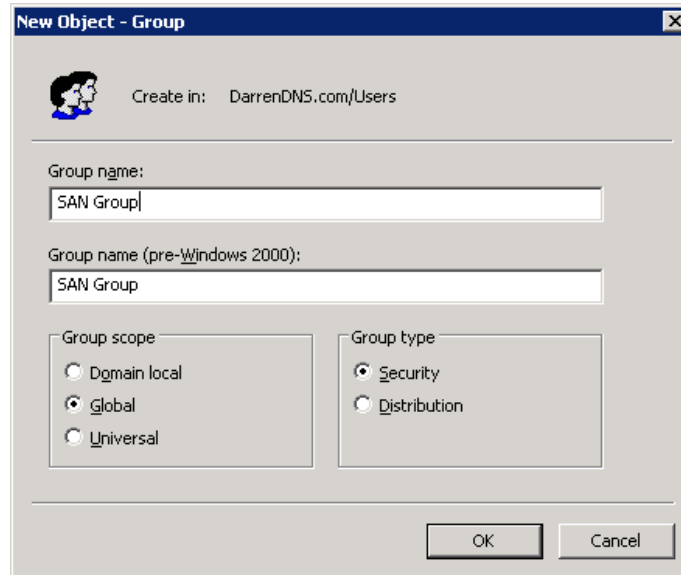 New Object - Group
Create in: DarrenDNS.com/Users
Group name:
SAN Group
Group name (pre-Windows 2000):
SAN Group
Group scope
Domain local
Global
Universal
Group type
Security
Distribution
OK
Cancel